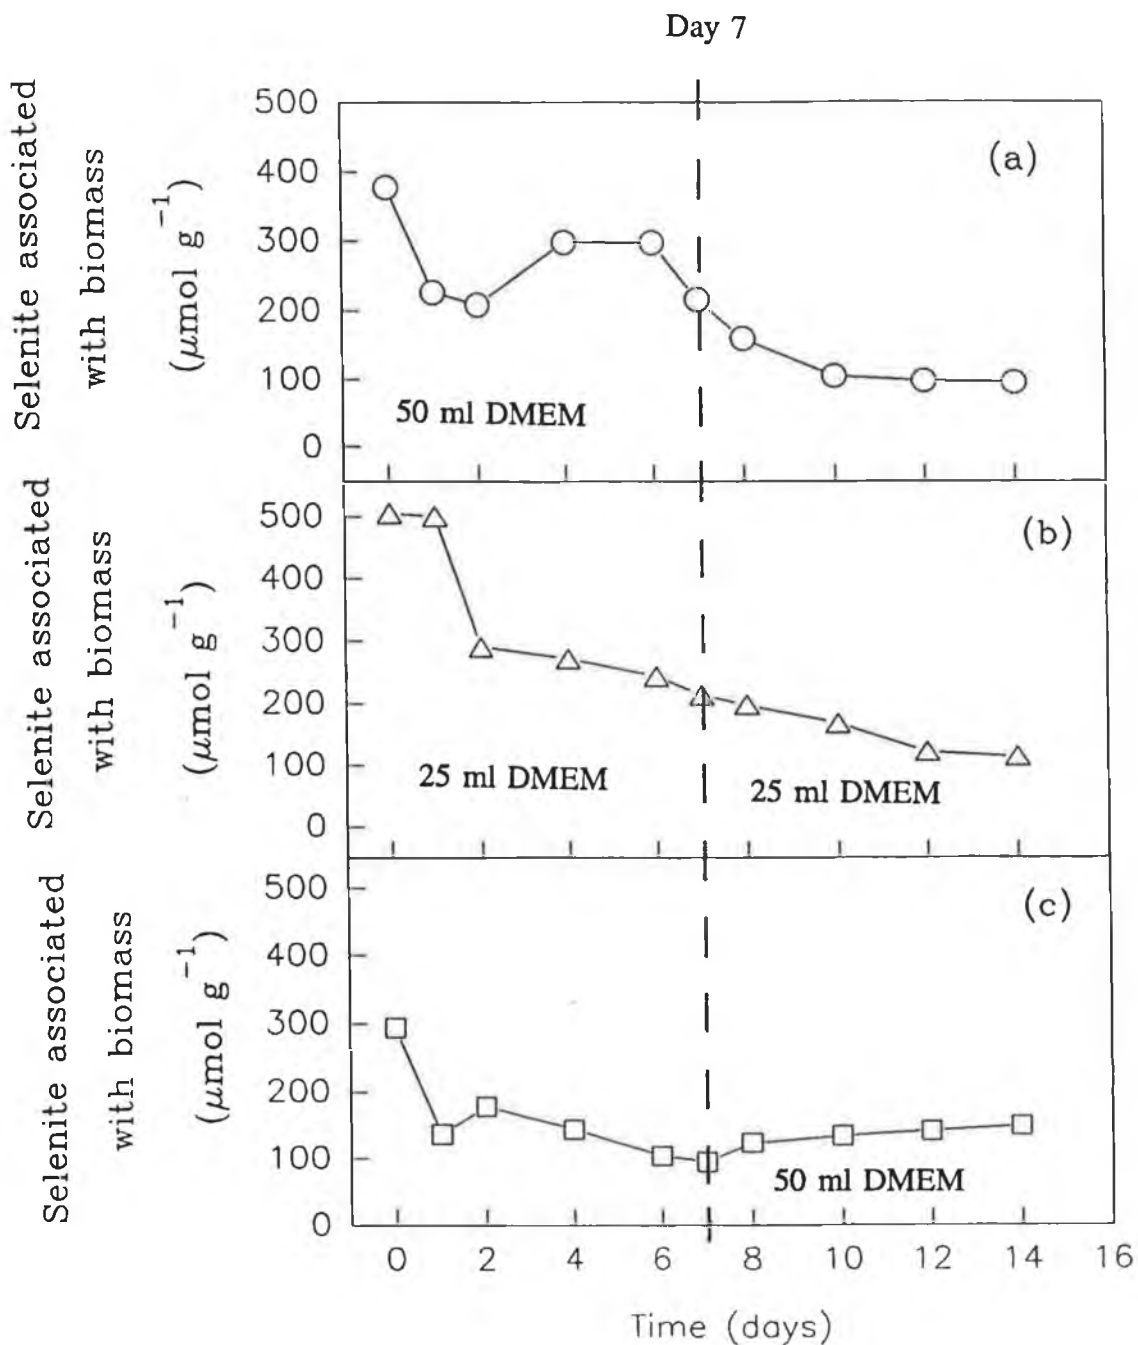 Day 7
Selenite associated
with biomass
(μmol g⁻¹)
500
400
300
200
100
0
(a)
50 ml DMEM
Selenite associated
with biomass
(μmol g⁻¹)
500
400
300
200
100
0
(b)
25 ml DMEM
25 ml DMEM
Selenite associated
with biomass
(μmol g⁻¹)
500
400
300
200
100
0
(c)
50 ml DMEM
0 2 4 6 8 10 12 14 16
Time (days)